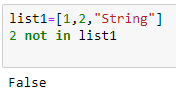 list1=[1,2,"String"]
2 not in list1
False